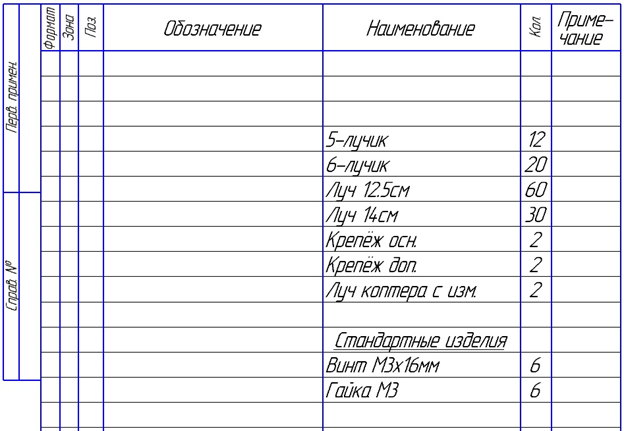 Перв. примен.
Справ. №
Формат Зона Поз. Обозначение Наименование Кол. Приме-
чание
5-лучик 12
6-лучик 20
Луч 12.5см 60
Луч 14см 30
Крепёж осн. 2
Крепёж доп. 2
Луч коптера с изм. 2
Стандартные изделия
Винт М3х16мм 6
Гайка М3 6